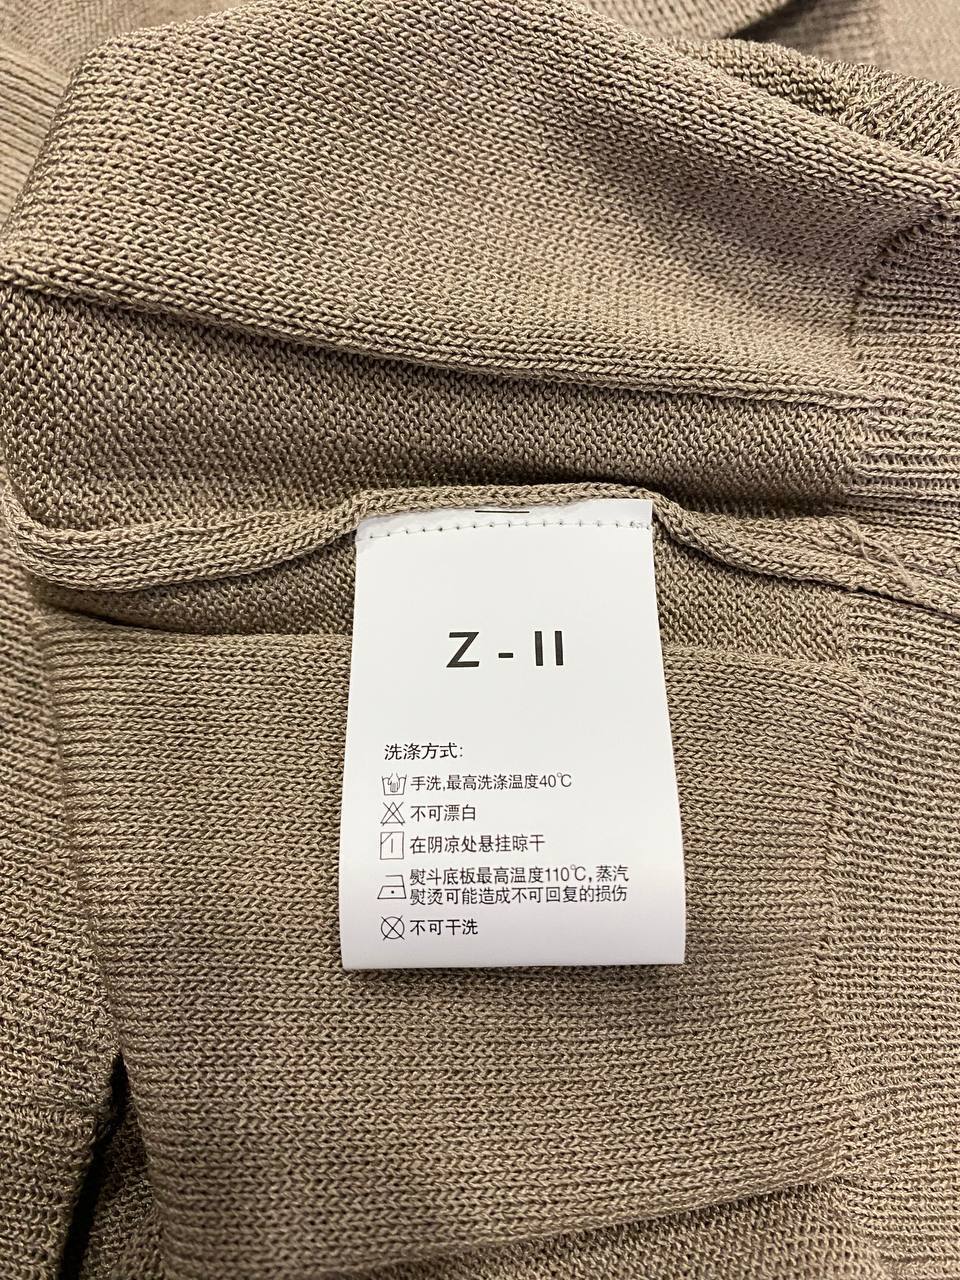 Z - II
洗涤方式:
手洗,最高洗涤温度40℃
不可漂白
在阴凉处悬挂晾干
熨斗底板最高温度110℃,蒸汽
熨烫可能造成不可回复的损伤
不可干洗